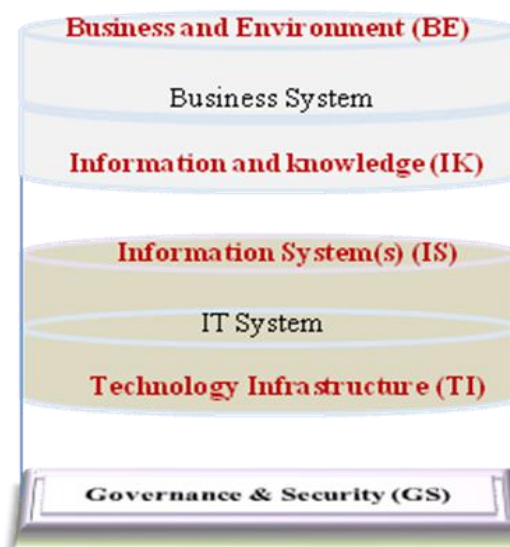 Business and Environment (BE)
Business System
Information and knowledge (IK)
Information System(s) (IS)
IT System
Technology Infrastructure (TI)
Governance & Security (GS)